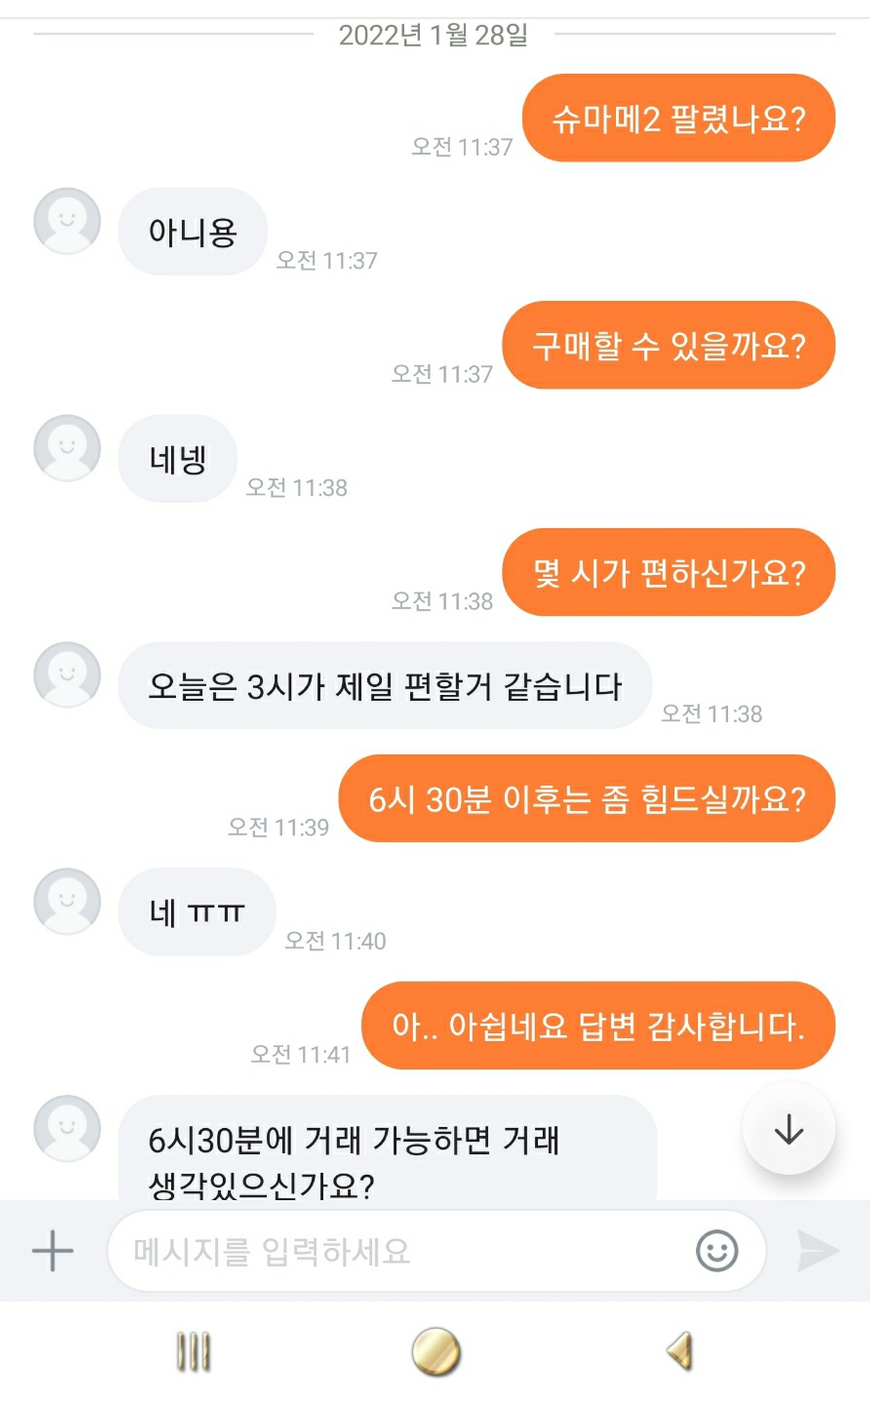 2022년 1월 28일
슈마메2 팔렸나요?
오전 11:37
아니용
오전 11:37
구매할 수 있을까요?
오전 11:37
네넹
오전 11:38
몇 시가 편하신가요?
오전 11:38
오늘은 3시가 제일 편할거 같습니다
오전 11:38
6시 30분 이후는 좀 힘드실까요?
오전 11:39
네 ㅠㅠ
오전 11:40
아.. 아쉽네요 답변 감사합니다.
오전 11:41
6시30분에 거래 가능하면 거래
생각있으신가요?
메시지를 입력하세요